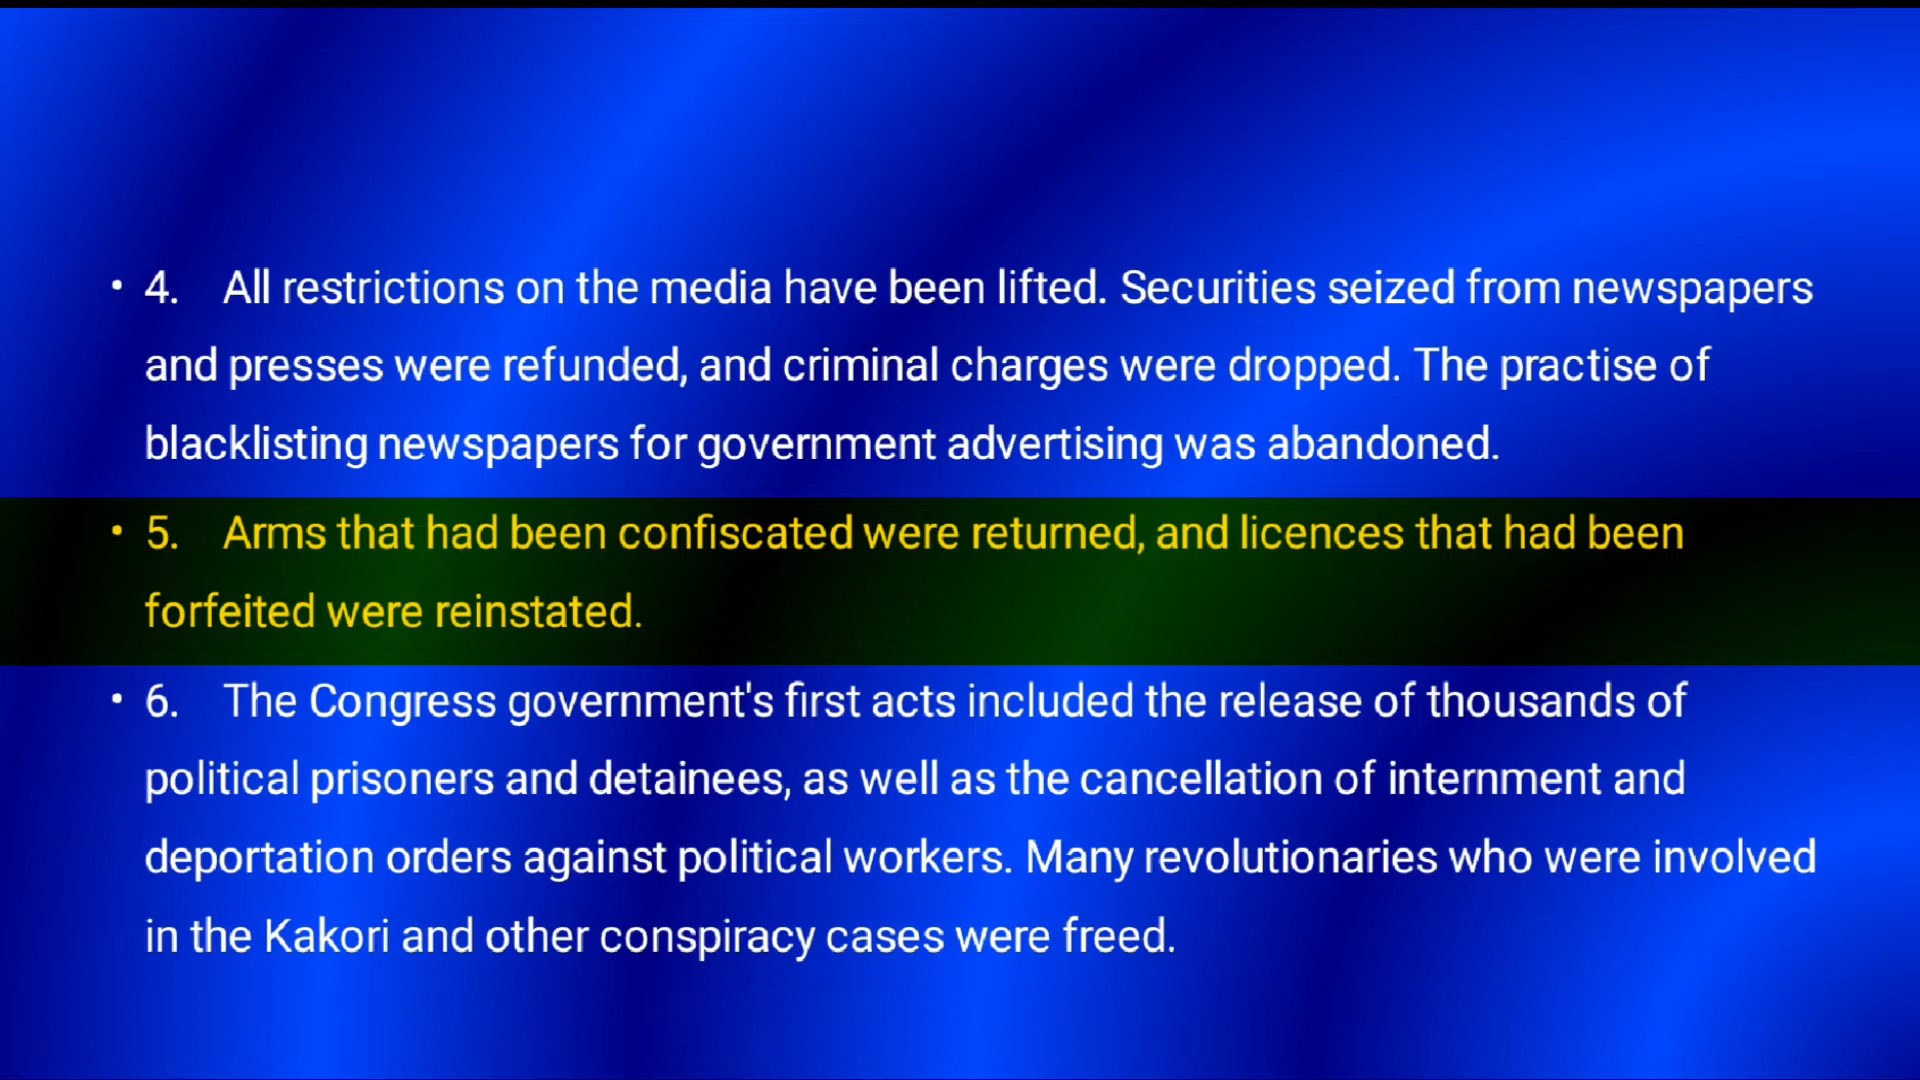 • 4. All restrictions on the media have been lifted. Securities seized from newspapers
and presses were refunded, and criminal charges were dropped. The practise of
blacklisting newspapers for government advertising was abandoned.
• 5. Arms that had been confiscated were returned, and licences that had been
forfeited were reinstated.
• 6. The Congress government's first acts included the release of thousands of
political prisoners and detainees, as well as the cancellation of internment and
deportation orders against political workers. Many revolutionaries who were involved
in the Kakori and other conspiracy cases were freed.